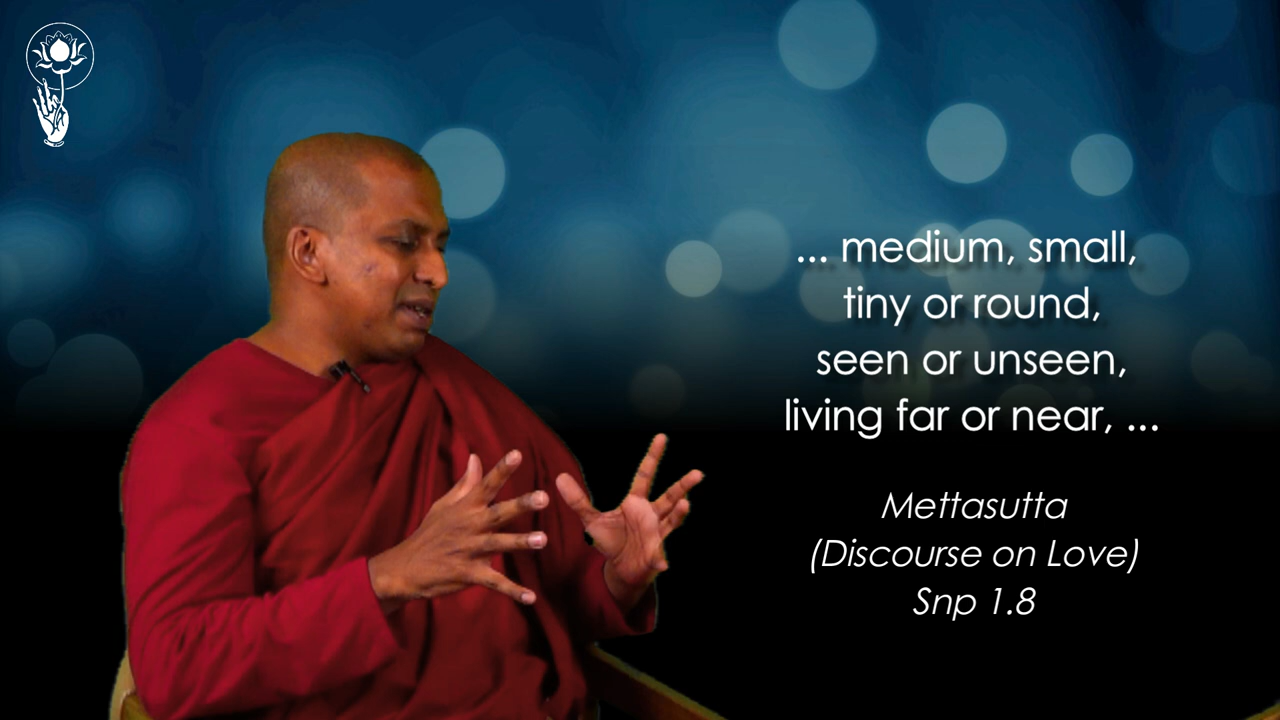 ... medium, small,
tiny or round,
seen or unseen,
living far or near, ...
Mettasutta
(Discourse on Love)
Snp 1.8